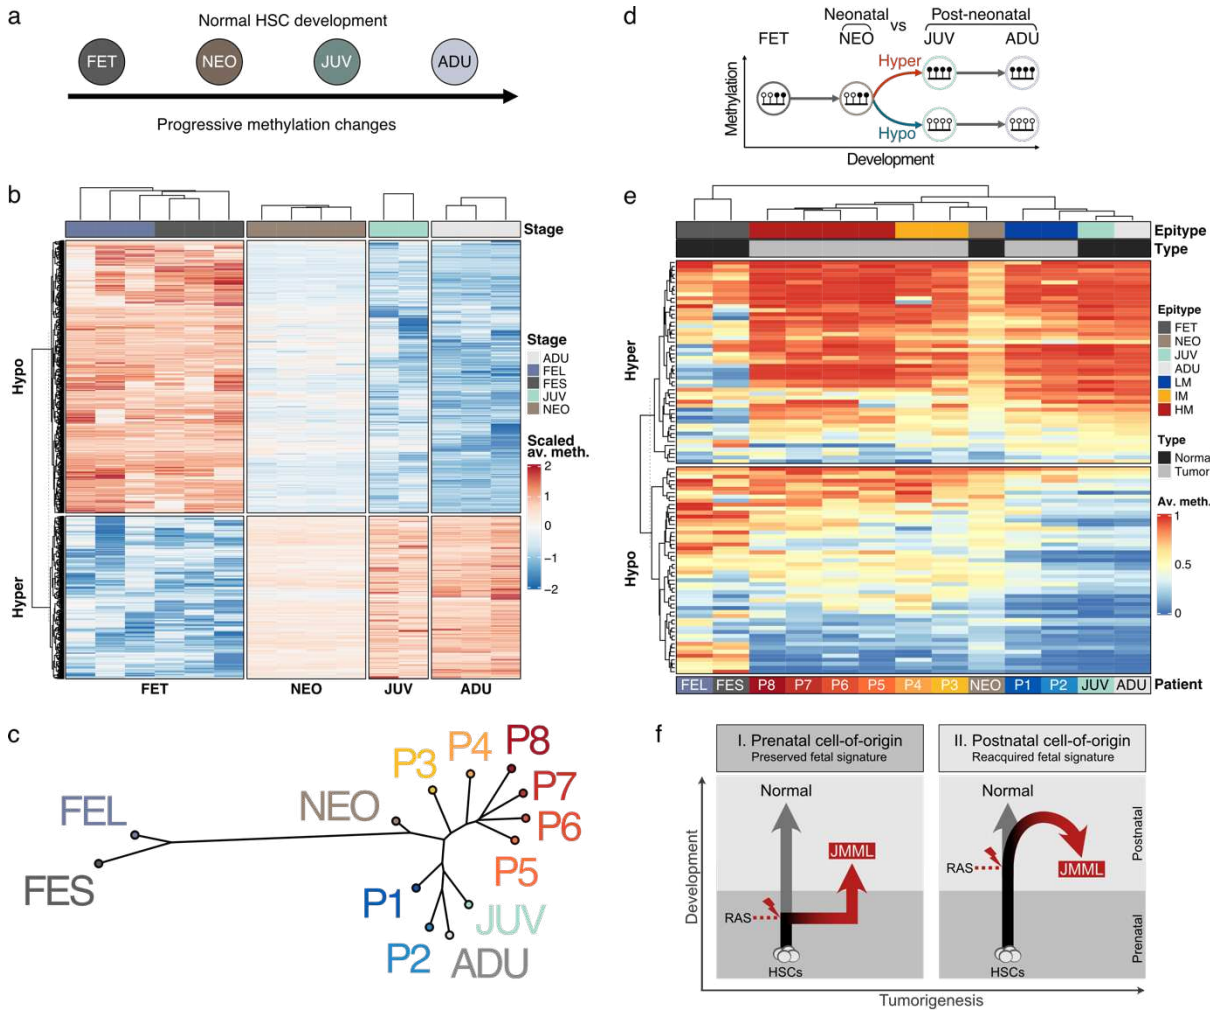 a
Normal HSC development
FET
NEO
JUV
ADU
Progressive methylation changes
b
Stage
Hypo
Hyper
Stage
ADU
FEL
FES
JUV
NEO
Scaled
av. meth.
2
1
0
−1
−2
FET
NEO
JUV
ADU
c
FEL
FES
NEO
P3
P4
P8
P7
P6
P5
P1
JUV
P2
ADU
d
Neonatal vs Post-neonatal
FET
NEO
JUV
ADU
Methylation
Hyper
Hypo
Development
e
Epitype
Type
Hyper
Hypo
Epitype
FET
NEO
JUV
ADU
LM
IM
HM
Type
Norma
Tumor
Av. meth.
1
0.5
0
FEL FES P8 P7 P6 P5 P4 P3 NEO P1 P2 JUV ADU Patient
f
I. Prenatal cell-of-origin
Preserved fetal signature
II. Postnatal cell-of-origin
Reacquired fetal signature
Development
Normal
JMML
RAS
HSCs
Normal
RAS
JMML
HSCs
Postnatal
Prenatal
Tumorigenesis